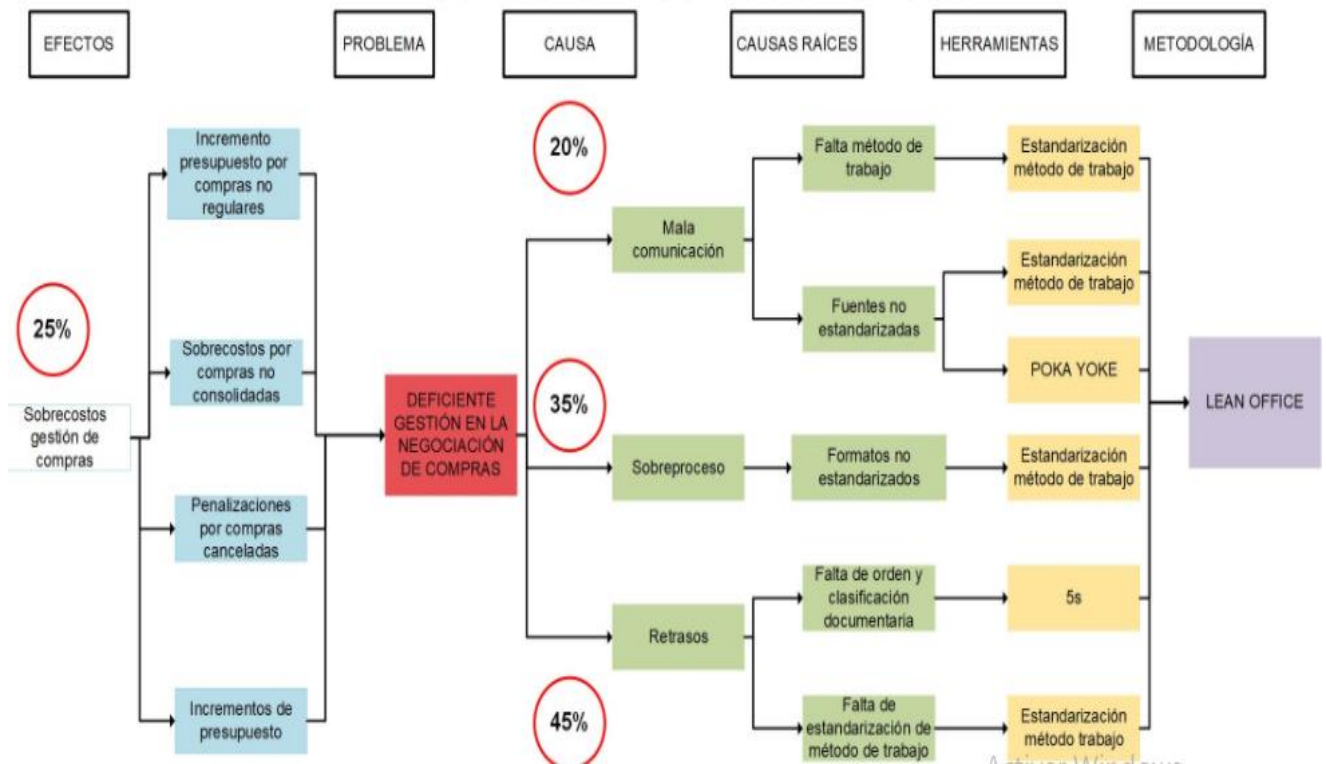 EFECTOS
PROBLEMA
CAUSA
CAUSAS RAÍCES
HERRAMIENTAS
METODOLOGÍA
25%
Sobrecostos
gestión de
compras
Incremento
presupuesto por
compras no
regulares
Sobrecostos por
compras no
consolidadas
Penalizaciones
por compras
canceladas
Incrementos de
presupuesto
DEFICIENTE
GESTIÓN EN LA
NEGOCIACIÓN
DE COMPRAS
20%
35%
45%
Mala
comunicación
Sobreproceso
Retrasos
Falta método de
trabajo
Fuentes no
estandarizadas
Formatos no
estandarizados
Falta de orden y
clasificación
documentaria
Falta de
estandarización de
método de trabajo
Estandarización
método de trabajo
Estandarización
método de trabajo
POKA YOKE
Estandarización
método de trabajo
5s
Estandarización
método trabajo
LEAN OFFICE